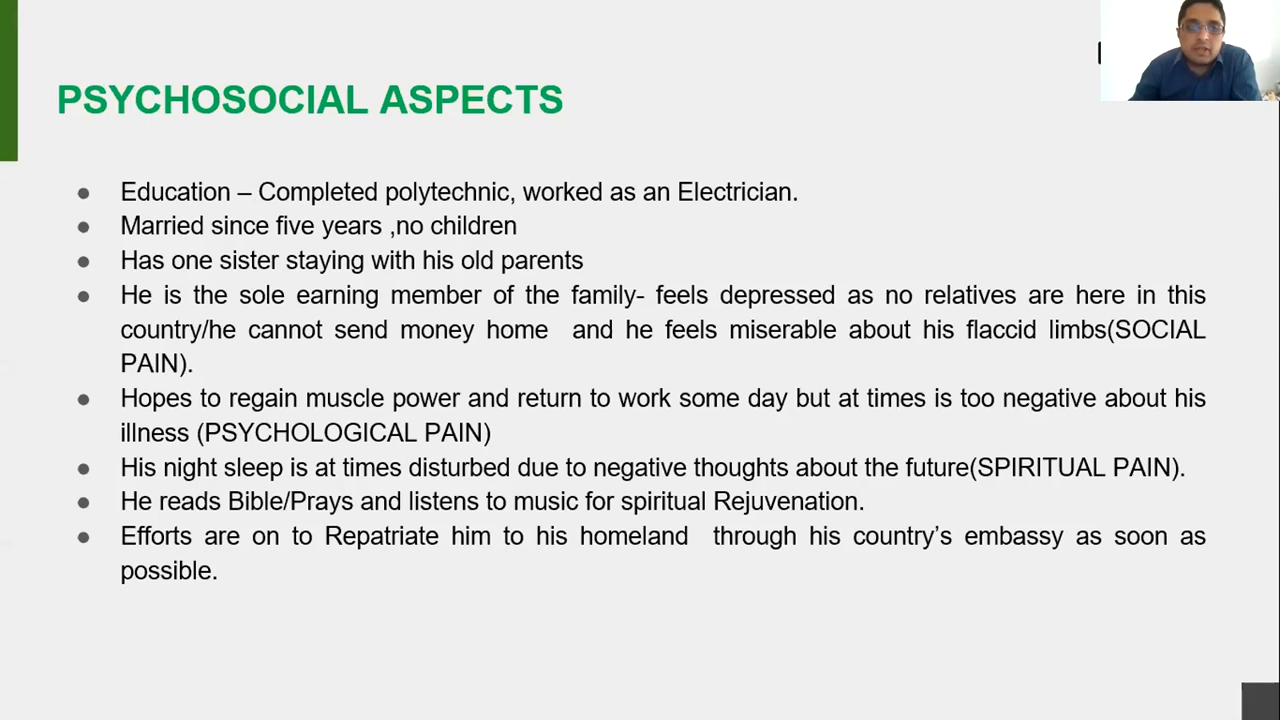 PSYCHOSOCIAL ASPECTS
● Education – Completed polytechnic, worked as an Electrician.
● Married since five years ,no children
● Has one sister staying with his old parents
● He is the sole earning member of the family- feels depressed as no relatives are here in this
country/he cannot send money home and he feels miserable about his flaccid limbs(SOCIAL
PAIN).
● Hopes to regain muscle power and return to work some day but at times is too negative about his
illness (PSYCHOLOGICAL PAIN)
● His night sleep is at times disturbed due to negative thoughts about the future(SPIRITUAL PAIN).
● He reads Bible/Prays and listens to music for spiritual Rejuvenation.
● Efforts are on to Repatriate him to his homeland through his country’s embassy as soon as
possible.